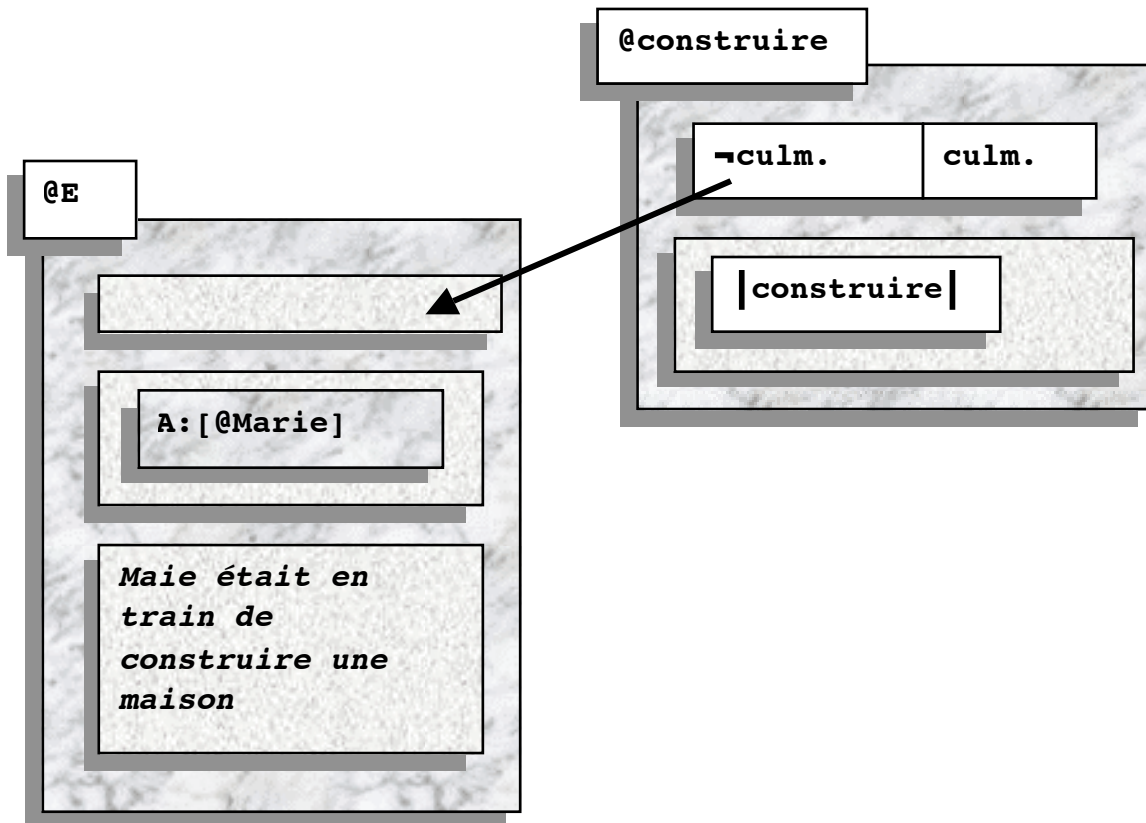 @construire
¬culm. culm.
|construire|
@E
A:[@Marie]
Maie était en
train de
construire une
maison